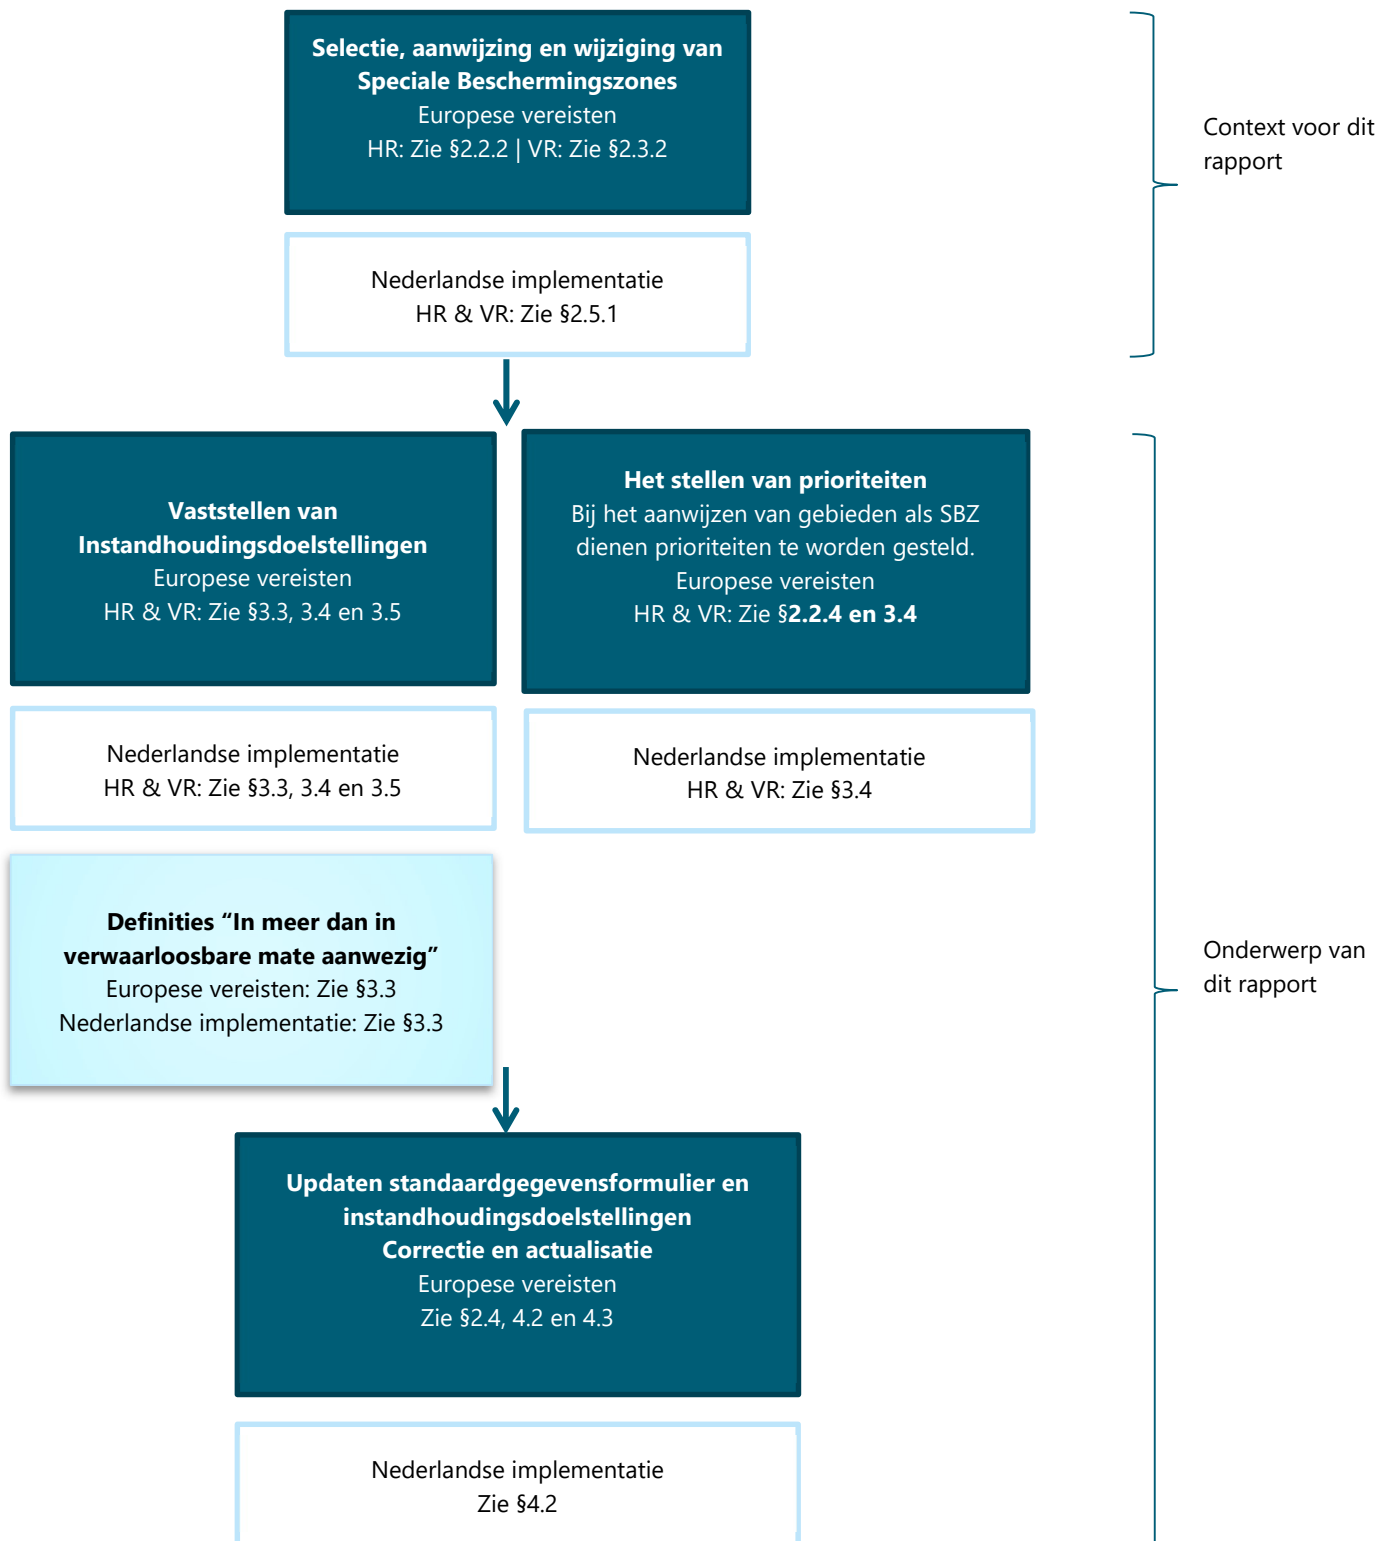 Selectie, aanwijzing en wijziging van
Speciale Beschermingszones
Europese vereisten
HR: Zie §2.2.2 | VR: Zie §2.3.2
Context voor dit
rapport
Nederlandse implementatie
HR & VR: Zie §2.5.1
Vaststellen van
Instandhoudingsdoelstellingen
Europese vereisten
HR & VR: Zie §3.3, 3.4 en 3.5
Het stellen van prioriteiten
Bij het aanwijzen van gebieden als SBZ
dienen prioriteiten te worden gesteld.
Europese vereisten
HR & VR: Zie §2.2.4 en 3.4
Nederlandse implementatie
HR & VR: Zie §3.3, 3.4 en 3.5
Nederlandse implementatie
HR & VR: Zie §3.4
Definities “In meer dan in
verwaarloosbare mate aanwezig”
Europese vereisten: Zie §3.3
Nederlandse implementatie: Zie §3.3
Onderwerp van
dit rapport
Updaten standaardgegevensformulier en
instandhoudingsdoelstellingen
Correctie en actualisatie
Europese vereisten
Zie §2.4, 4.2 en 4.3
Nederlandse implementatie
Zie §4.2